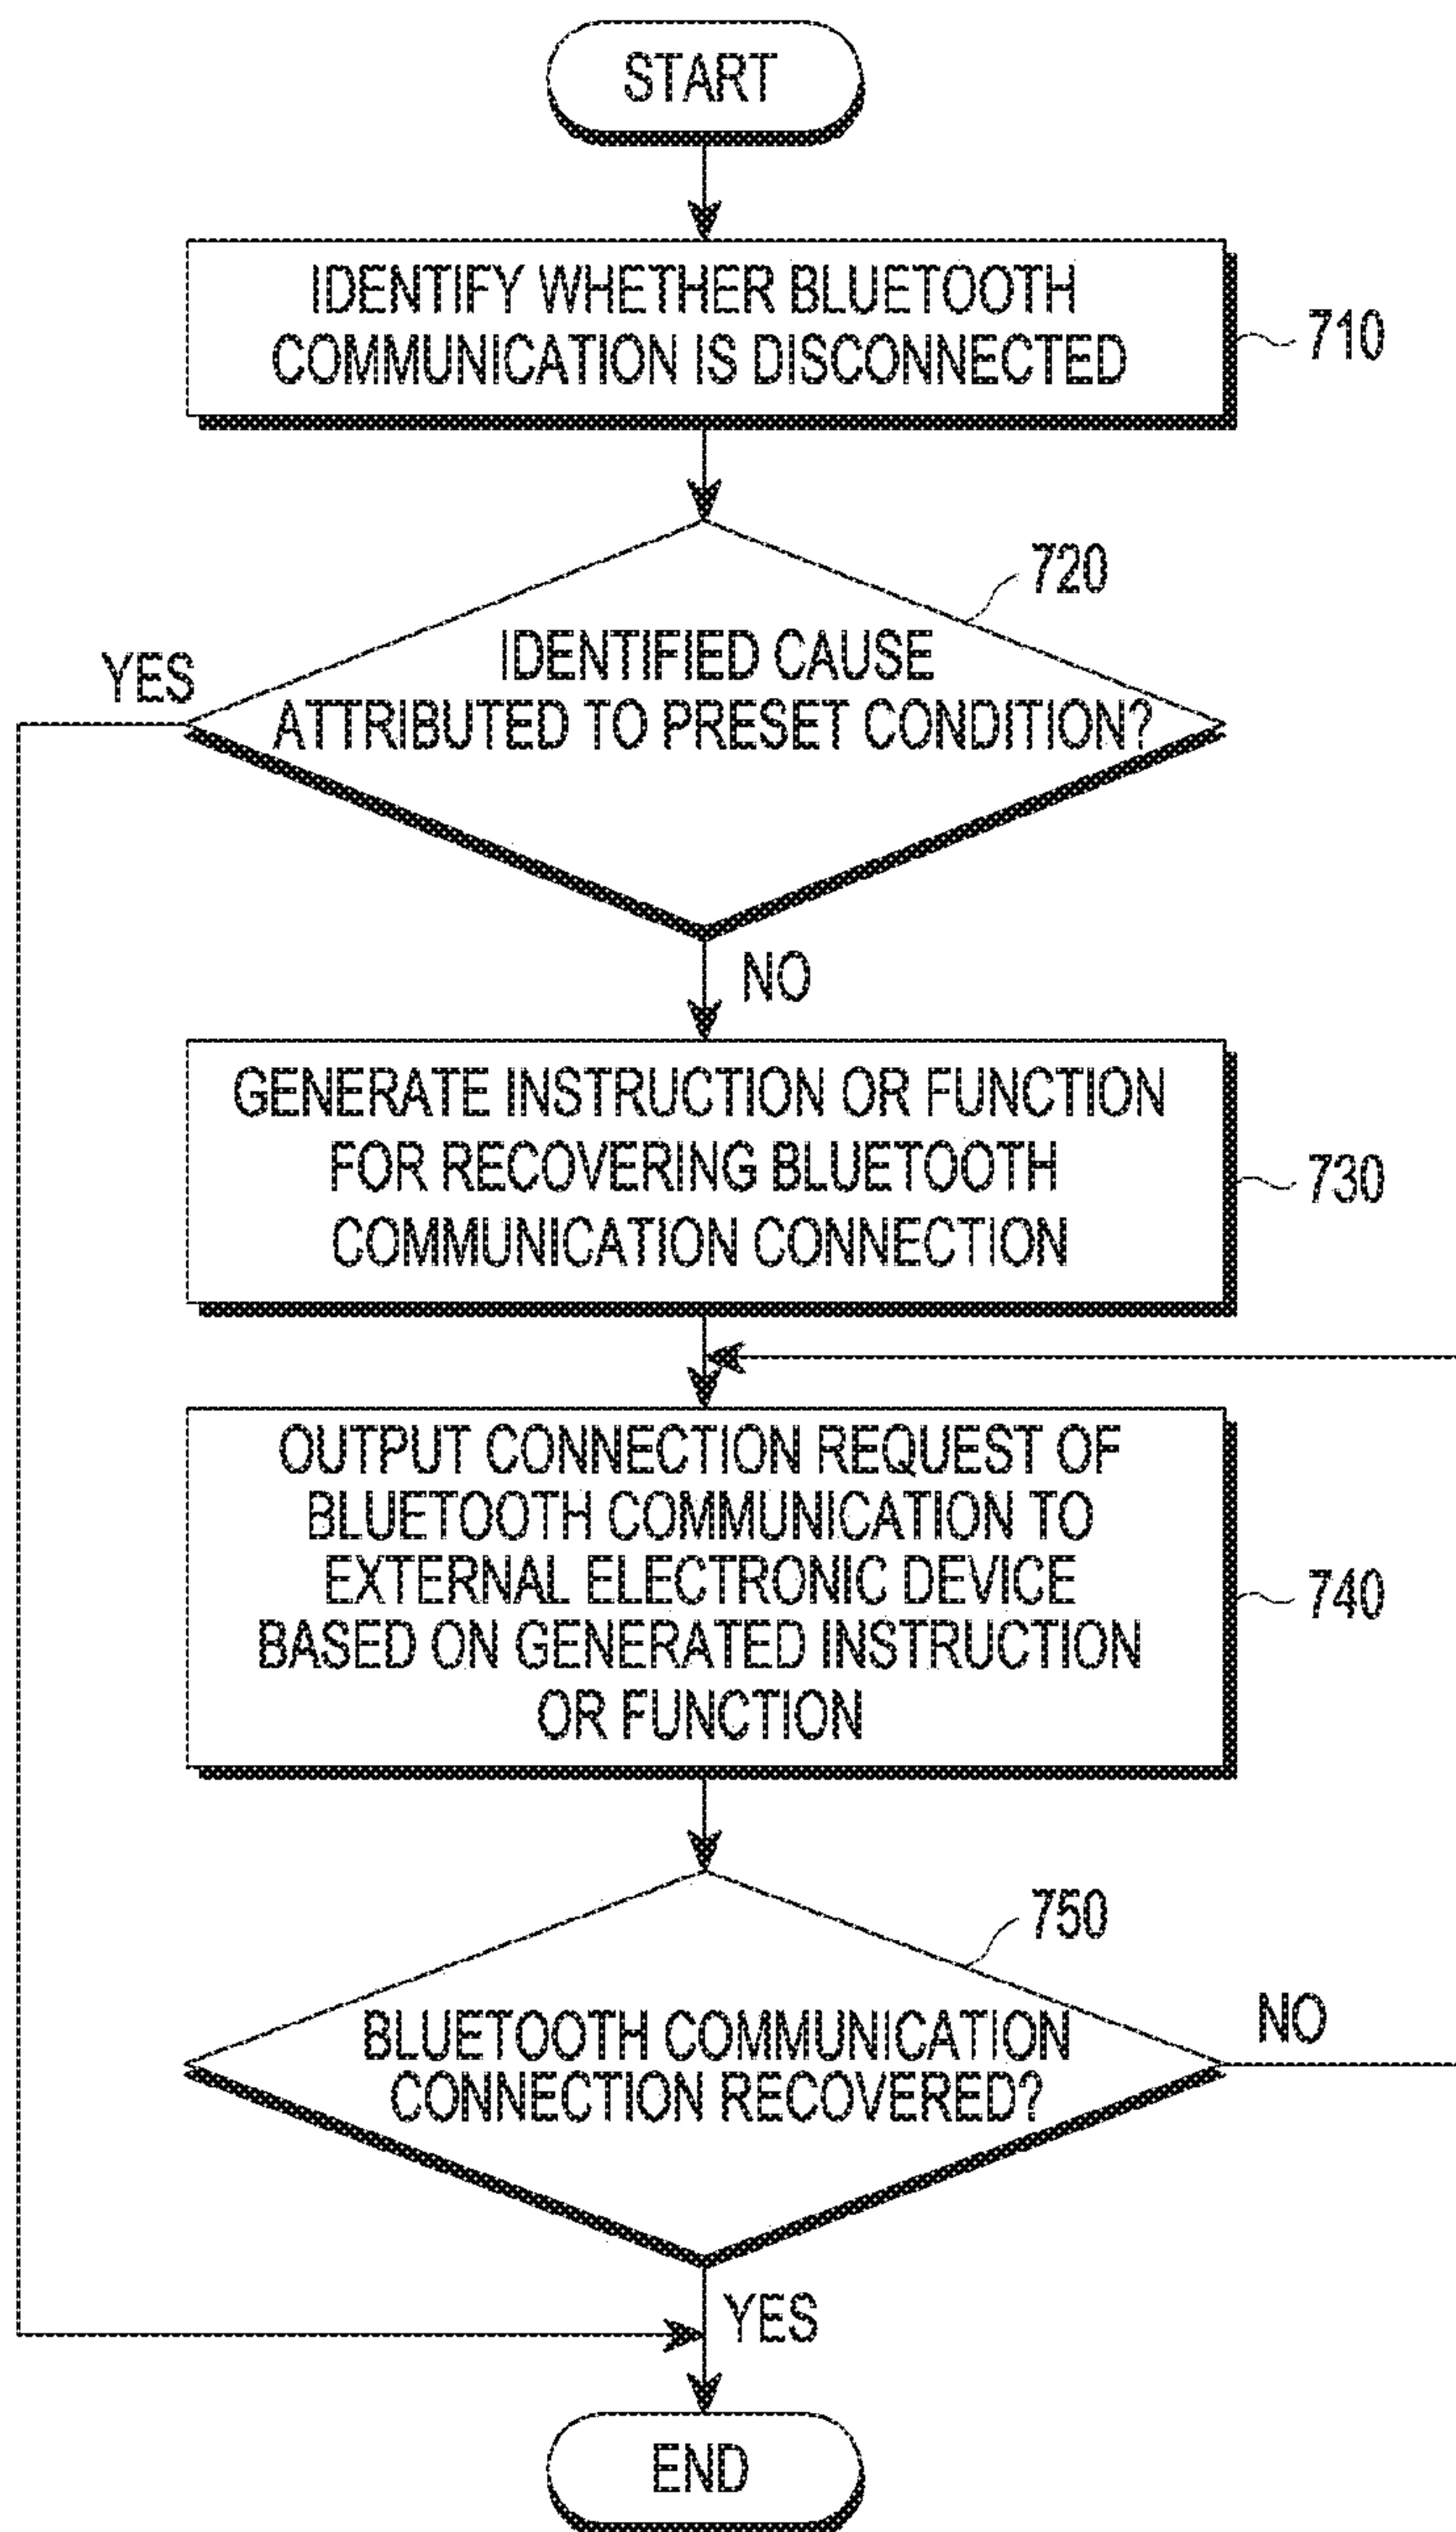 START
IDENTIFY WHETHER BLUETOOTH
COMMUNICATION IS DISCONNECTED
710
720
IDENTIFIED CAUSE
ATTRIBUTED TO PRESET CONDITION?
YES
NO
GENERATE INSTRUCTION OR FUNCTION
FOR RECOVERING BLUETOOTH
COMMUNICATION CONNECTION
730
OUTPUT CONNECTION REQUEST OF
BLUETOOTH COMMUNICATION TO
EXTERNAL ELECTRONIC DEVICE
BASED ON GENERATED INSTRUCTION
OR FUNCTION
740
750
BLUETOOTH COMMUNICATION
CONNECTION RECOVERED?
NO
YES
END